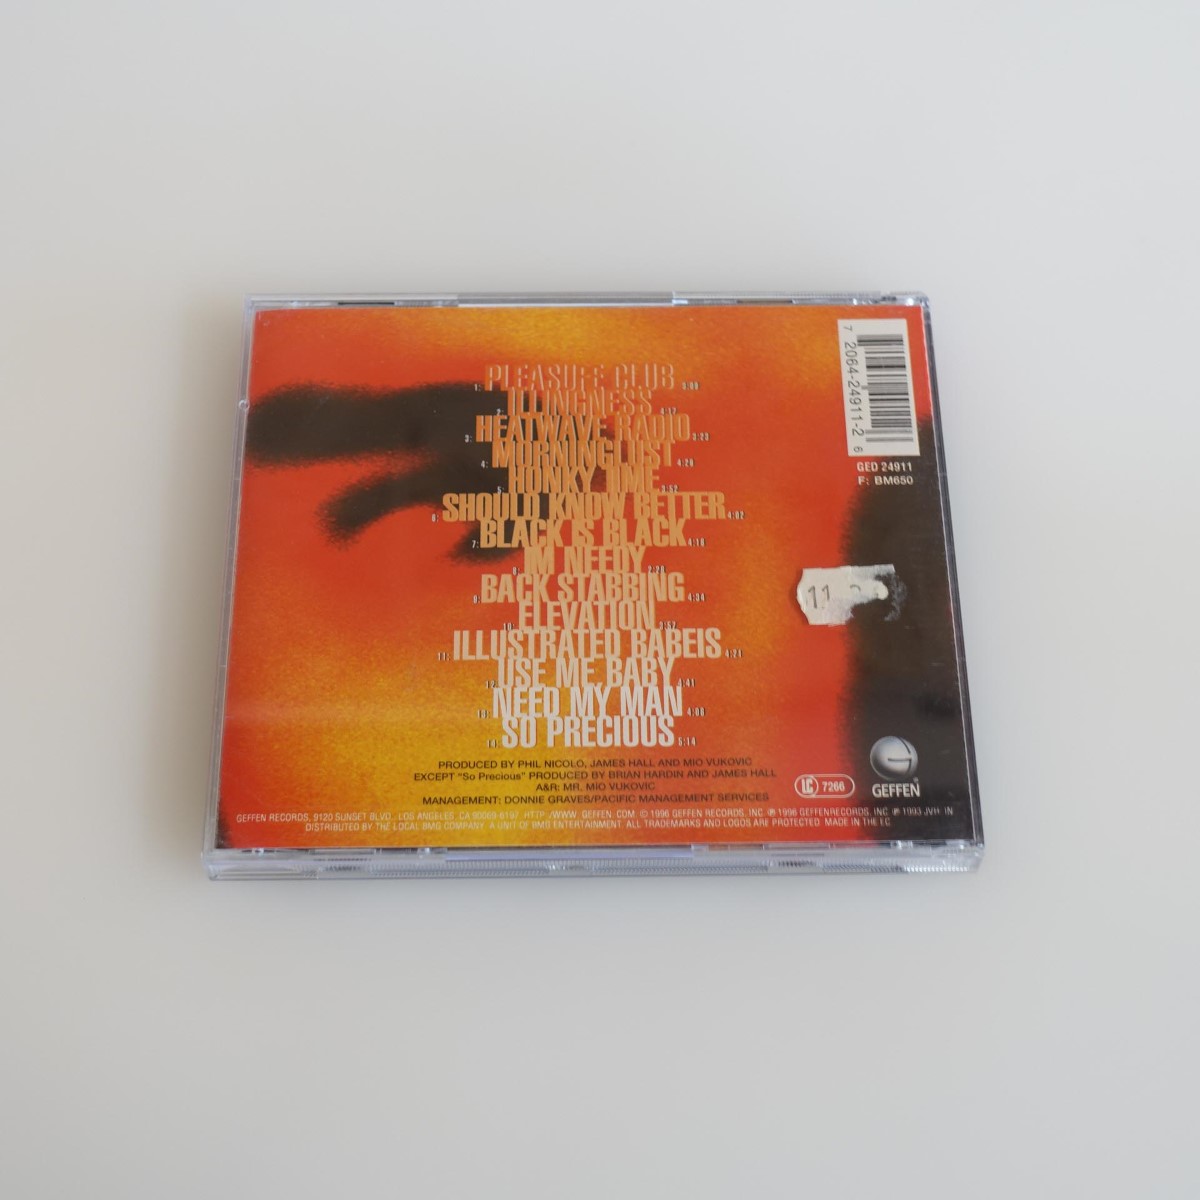 1: PLEASURE CLUB 5:00
2: ILLINGNESS 4:17
3: HEATWAVE RADIO 3:23
4: MORNINGLUST 4:29
5: HONKY TIME 3:52
6: SHOULD KNOW BETTER 4:02
7: BLACK IS BLACK 4:18
8: IM NEEDY 2:28
9: BACK STABBING 4:34
10: ELEVATION 3:52
11: ILLUSTRATED BABEIS 4:21
12: USE ME BABY 4:41
13: NEED MY MAN 4:08
14: SO PRECIOUS 5:14
PRODUCED BY PHIL NICOLO, JAMES HALL AND MIO VUKOVIC
EXCEPT "So Precious" PRODUCED BY BRIAN HARDIN AND JAMES HALL
A&R: MR. MIO VUKOVIC
MANAGEMENT: DONNIE GRAVES/PACIFIC MANAGEMENT SERVICES
GEFFEN RECORDS, 9120 SUNSET BLVD., LOS ANGELES, CA 90069-6197 HTTP://WWW. GEFFEN. COM © 1996 GEFFEN RECORDS, INC. ℗ 1996 GEFFENRECORDS, INC. ℗ 1993 JVH-IN
DISTRIBUTED BY THE LOCAL BMG COMPANY. A UNIT OF BMG ENTERTAINMENT. ALL TRADEMARKS AND LOGOS ARE PROTECTED. MADE IN THE EC
7 20642-4911-2 6
GED 24911
F: BM650
11
LC 7266
GEFFEN